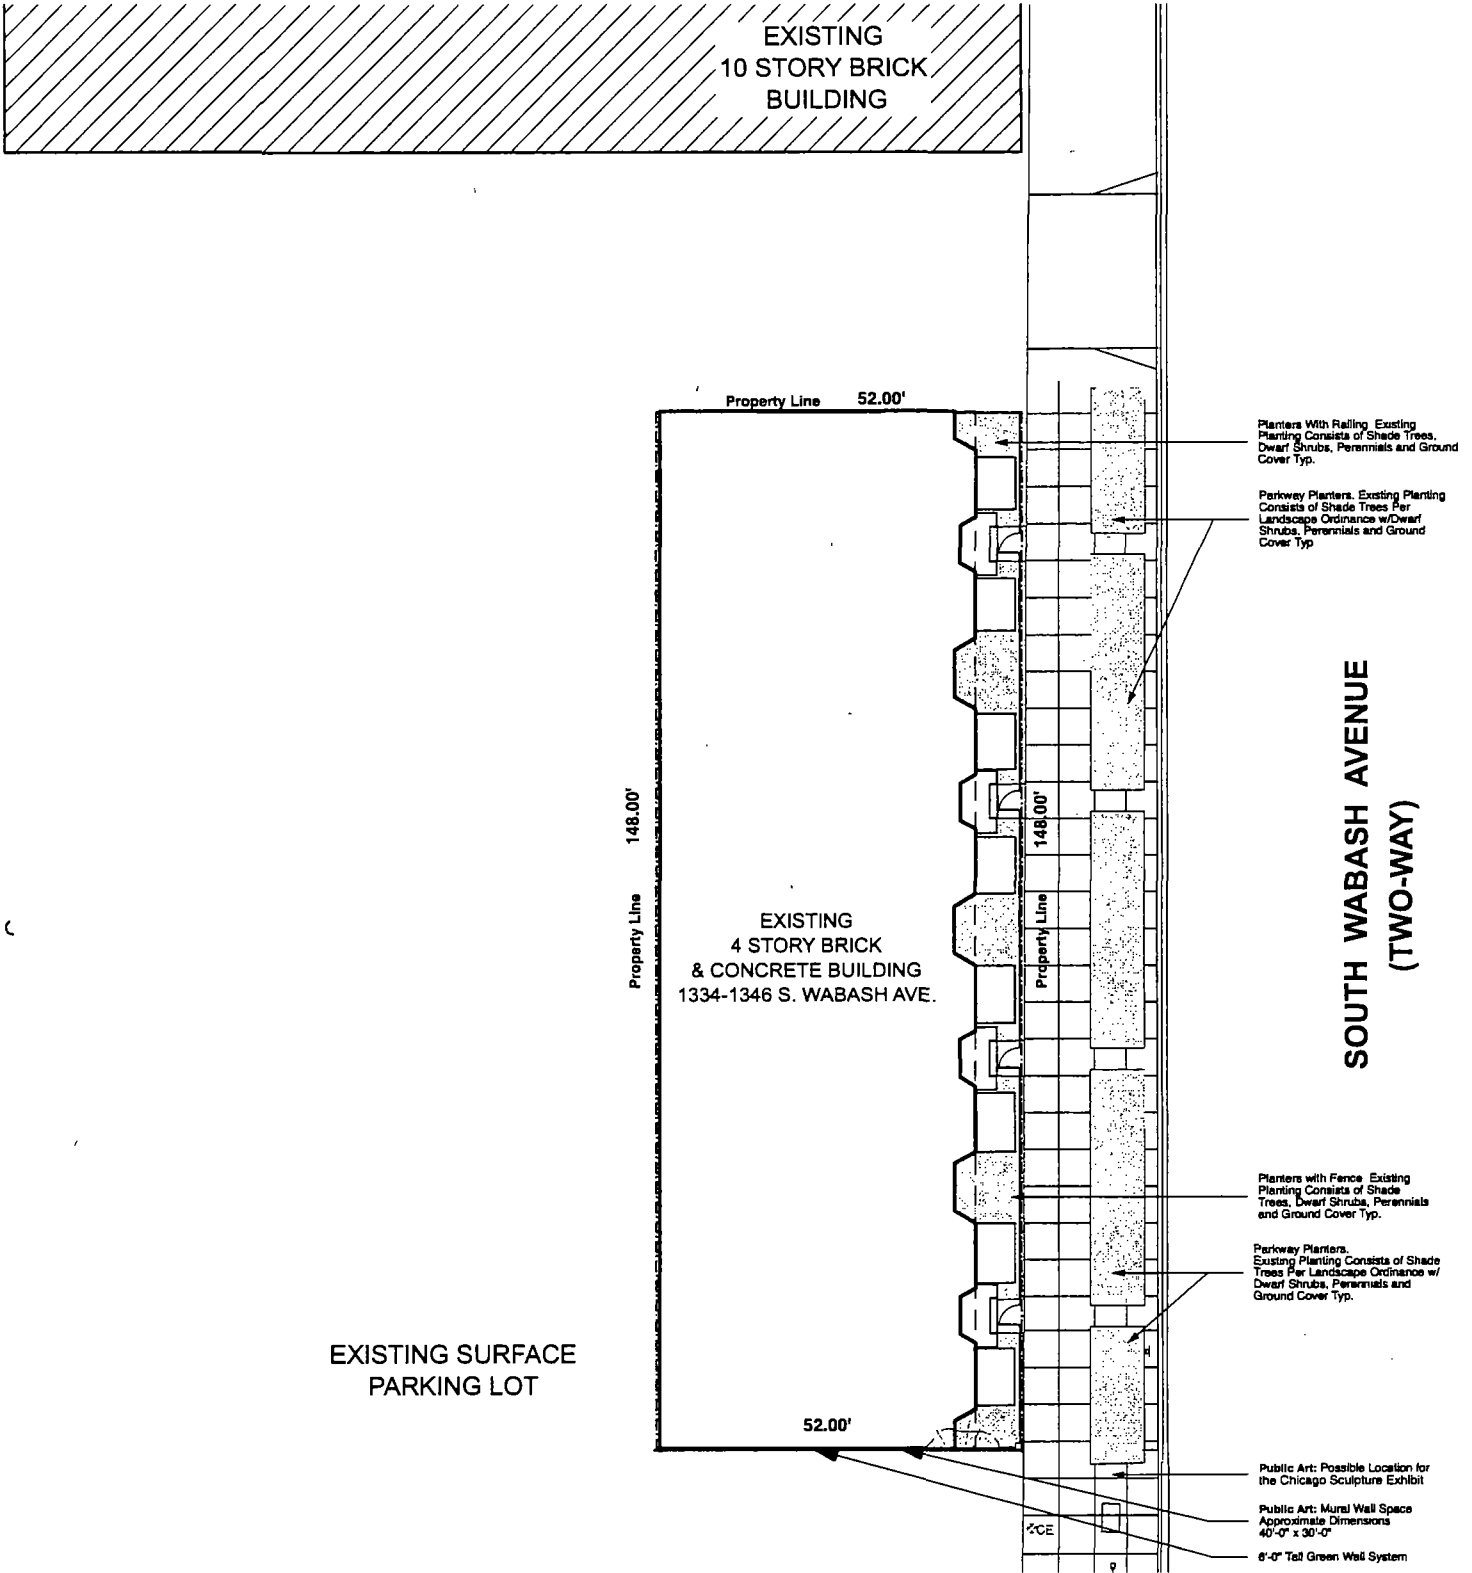 EXISTING
10 STORY BRICK
BUILDING
Property Line 52.00'
Planters With Railing Existing
Planting Consists of Shade Trees,
Dwarf Shrubs, Perennials and Ground
Cover Typ.
Parkway Planters. Existing Planting
Consists of Shade Trees Per
Landscape Ordinance w/Dwarf
Shrubs, Perennials and Ground
Cover Typ
SOUTH WABASH AVENUE
(TWO-WAY)
Property Line 148.00'
Property Line 148.00'
EXISTING
4 STORY BRICK
& CONCRETE BUILDING
1334-1346 S. WABASH AVE.
Planters with Fence Existing
Planting Consists of Shade
Trees, Dwarf Shrubs, Perennials
and Ground Cover Typ.
Parkway Planters.
Existing Planting Consists of Shade
Trees Per Landscape Ordinance w/
Dwarf Shrubs, Perennials and
Ground Cover Typ.
EXISTING SURFACE
PARKING LOT
52.00'
Public Art: Possible Location for
the Chicago Sculpture Exhibit
Public Art: Mural Wall Space
Approximate Dimensions
40'-0" x 30'-0"
6'-0" Tall Green Wall System